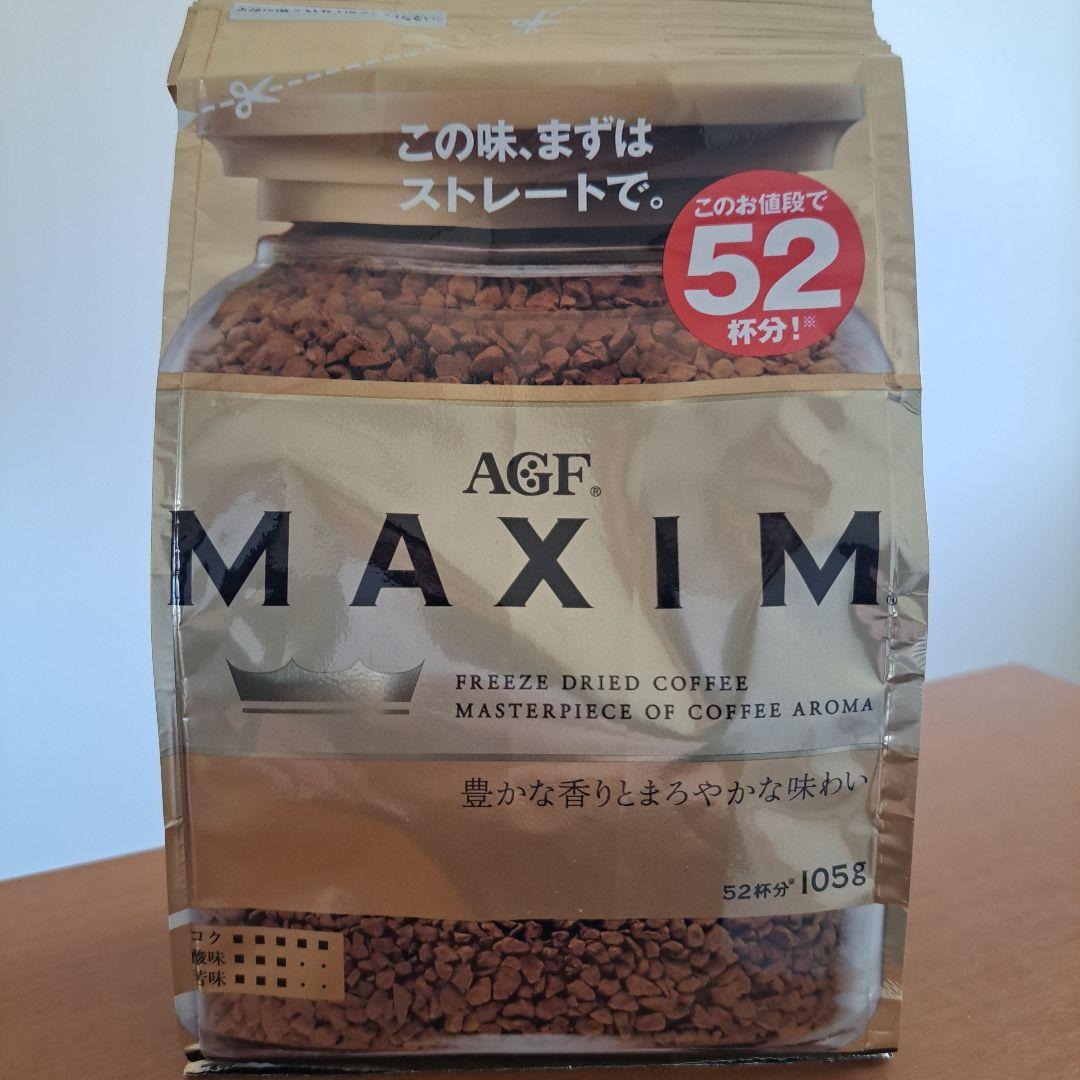 この味、まずは
ストレートで。
このお値段で
52
杯分!※
AGF®
MAXIM®
FREEZE DRIED COFFEE
MASTERPIECE OF COFFEE AROMA
豊かな香りとまろやかな味わい
52杯分※105g
コク
酸味
苦味